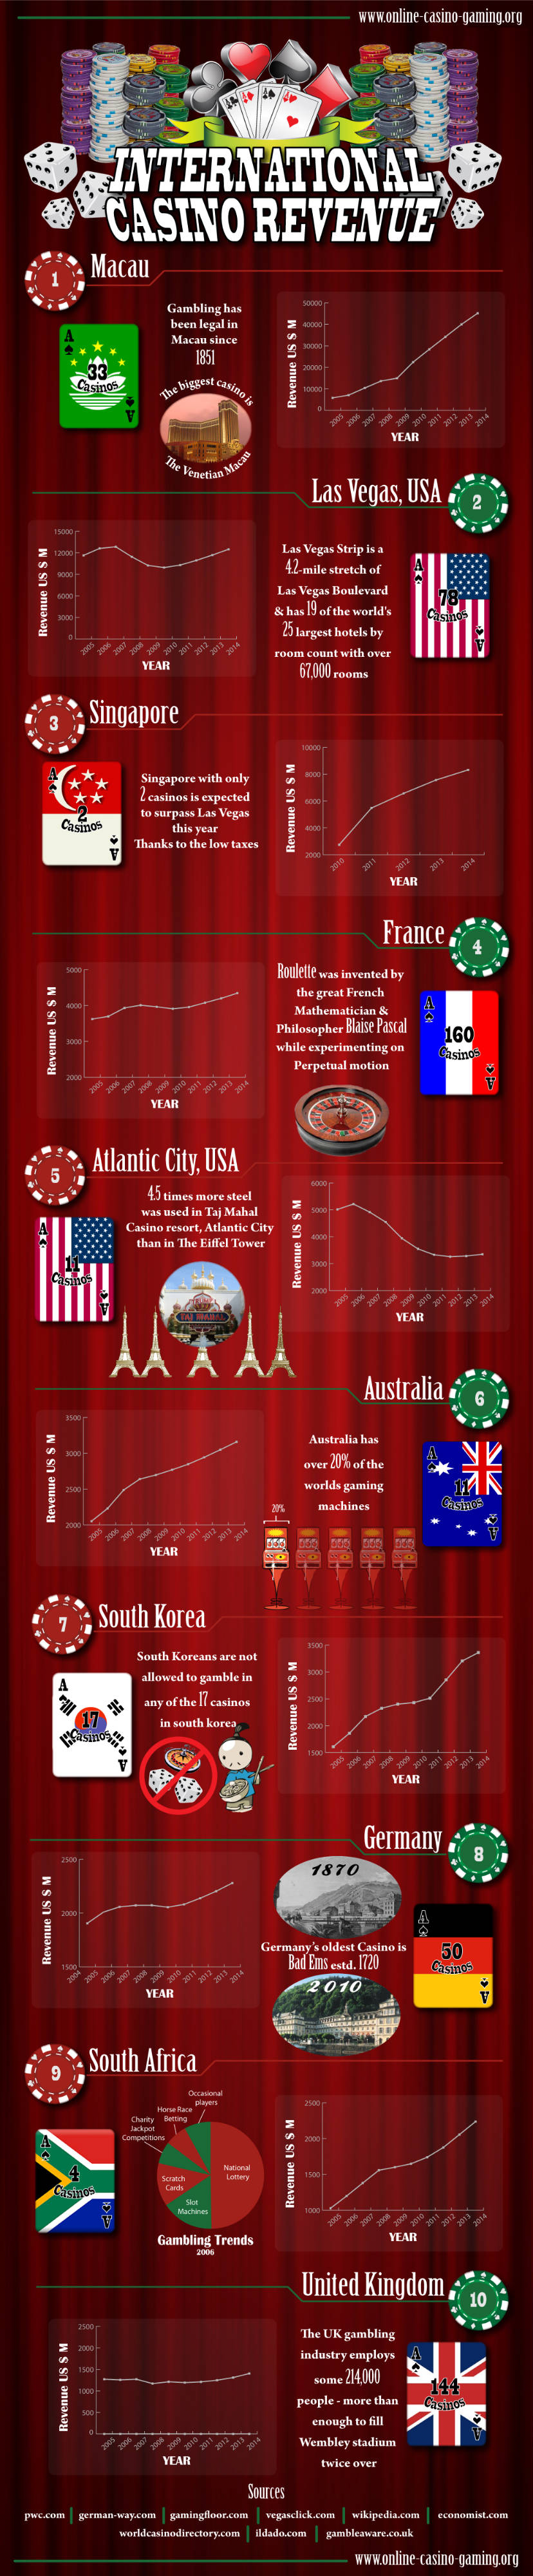 www.online-casino-gaming.org
INTERNATIONAL
CASINO REVENUE
1
Macau
Gambling has
been legal in
Macau since
1851
The biggest casino is
The Venetian Macau
A
33
Casinos
A
Revenue US $ M
50000
40000
30000
20000
10000
0
2005 2006 2007 2008 2009 2010 2011 2012 2013 2014
YEAR
Las Vegas, USA
2
Revenue US $ M
15000
12000
9000
6000
3000
0
2005 2006 2007 2008 2009 2010 2011 2012 2013 2014
YEAR
Las Vegas Strip is a
4.2-mile stretch of
Las Vegas Boulevard
& has 19 of the world's
25 largest hotels by
room count with over
67,000 rooms
A
78
Casinos
A
3
Singapore
A
2
Casinos
A
Singapore with only
2 casinos is expected
to surpass Las Vegas
this year
Thanks to the low taxes
Revenue US $ M
10000
8000
6000
4000
2000
2010 2011 2012 2013 2014
YEAR
France
4
Revenue US $ M
5000
4000
3000
2000
2005 2006 2007 2008 2009 2010 2011 2012 2013 2014
YEAR
Roulette was invented by
the great French
Mathematician &
Philosopher Blaise Pascal
while experimenting on
Perpetual motion
A
160
Casinos
A
5
Atlantic City, USA
4.5 times more steel
was used in Taj Mahal
Casino resort, Atlantic City
than in The Eiffel Tower
A
11
Casinos
A
TAJ MAHAL
Revenue US $ M
6000
5000
4000
3000
2000
2005 2006 2007 2008 2009 2010 2011 2012 2013 2014
YEAR
Australia
6
Revenue US $ M
3500
3000
2500
2000
2005 2006 2007 2008 2009 2010 2011 2012 2013 2014
YEAR
Australia has
over 20% of the
worlds gaming
machines
20%
A
11
Casinos
A
7
South Korea
South Koreans are not
allowed to gamble in
any of the 17 casinos
in south korea
A
17
Casinos
A
Revenue US $ M
3500
3000
2500
2000
1500
2005 2006 2007 2008 2009 2010 2011 2012 2013 2014
YEAR
Germany
8
Revenue US $ M
2500
2000
1500
2004 2005 2006 2007 2008 2009 2010 2011 2012 2013 2014
YEAR
1870
Germany's oldest Casino is
Bad Ems estd. 1720
2010
A
50
Casinos
A
9
South Africa
A
4
Casinos
A
Occasional
players
Horse Race
Betting
Charity
Jackpot
Competitions
National
Lottery
Scratch
Cards
Slot
Machines
Gambling Trends
2006
Revenue US $ M
2500
2000
1500
1000
2005 2006 2007 2008 2009 2010 2011 2012 2013 2014
YEAR
United Kingdom
10
Revenue US $ M
2500
2000
1500
1000
500
0
2005 2006 2007 2008 2009 2010 2011 2012 2013 2014
YEAR
The UK gambling
industry employs
some 214,000
people - more than
enough to fill
Wembley stadium
twice over
A
144
Casinos
A
Sources
pwc.com | german-way.com | gamingfloor.com | vegasclick.com | wikipedia.com | economist.com
worldcasinodirectory.com | ildado.com | gambleaware.co.uk
www.online-casino-gaming.org